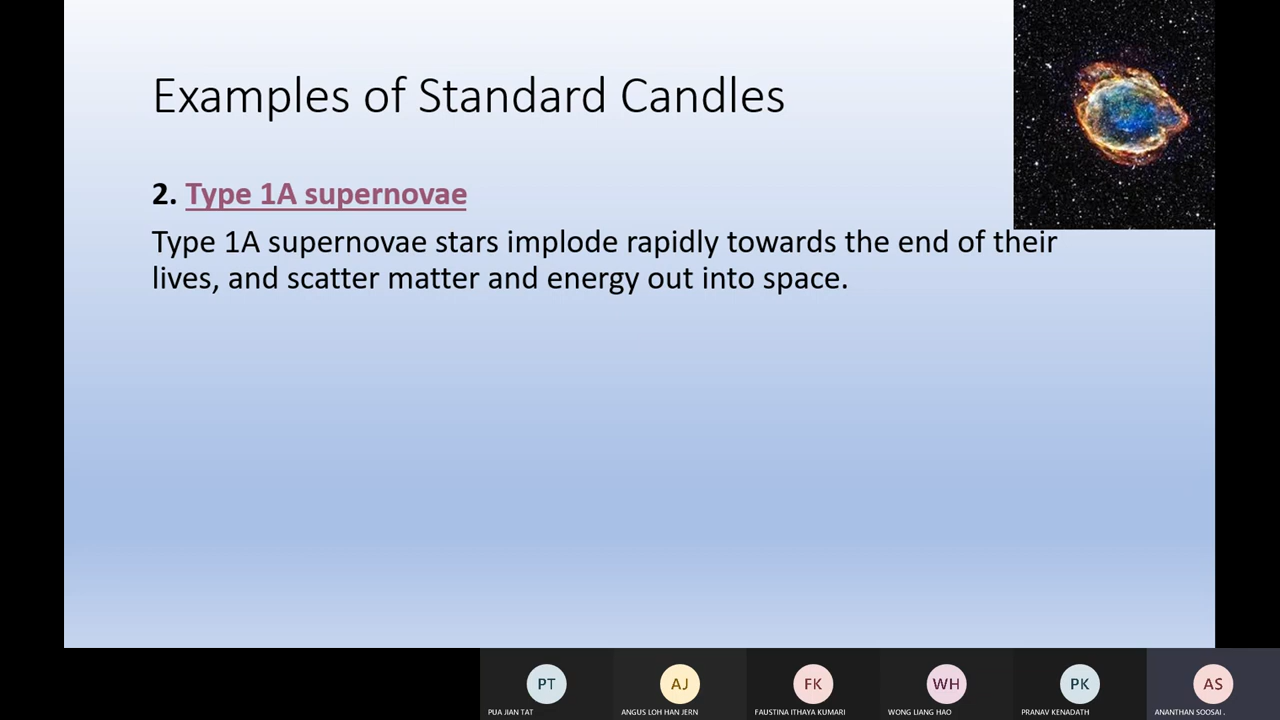 Examples of Standard Candles
2. Type 1A supernovae
Type 1A supernovae stars implode rapidly towards the end of their
lives, and scatter matter and energy out into space.
PT
AJ
FK
WH
PK
AS
PUA JIAN TAT
ANGUS LOH HAN JERN
FAUSTINA ITHAYA KUMARI
WONG LIANG HAO
PRANAV KENADATH
ANANTHAN SOOSAI .